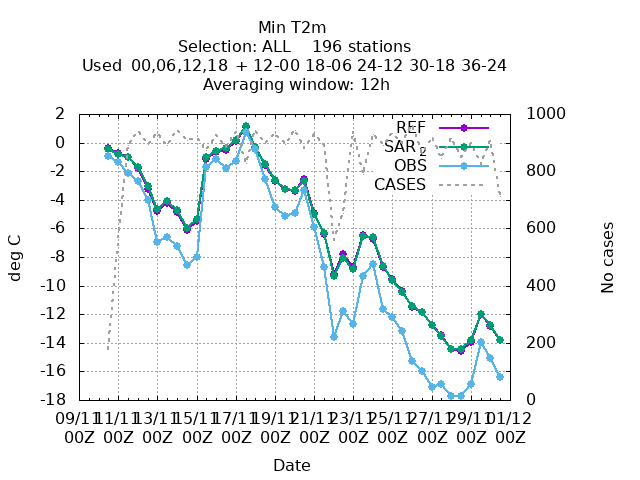 Min T2m
Selection: ALL    196 stations
Used  00,06,12,18 + 12-00 18-06 24-12 30-18 36-24
Averaging window: 12h
REF
SAR 2
OBS
CASES
2
0
-2
-4
-6
-8
-10
-12
-14
-16
-18
1000
800
600
400
200
0
deg C
No cases
09/11 11/11 13/11 15/11 17/11 19/11 21/11 23/11 25/11 27/11 29/11 01/12
00Z 00Z 00Z 00Z 00Z 00Z 00Z 00Z 00Z 00Z 00Z 00Z
Date